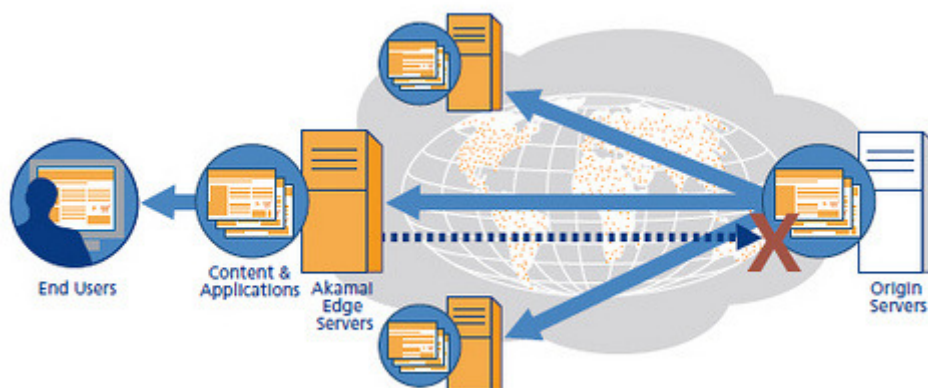 End Users
Content &
Applications
Akamai
Edge
Servers
X
Origin
Servers